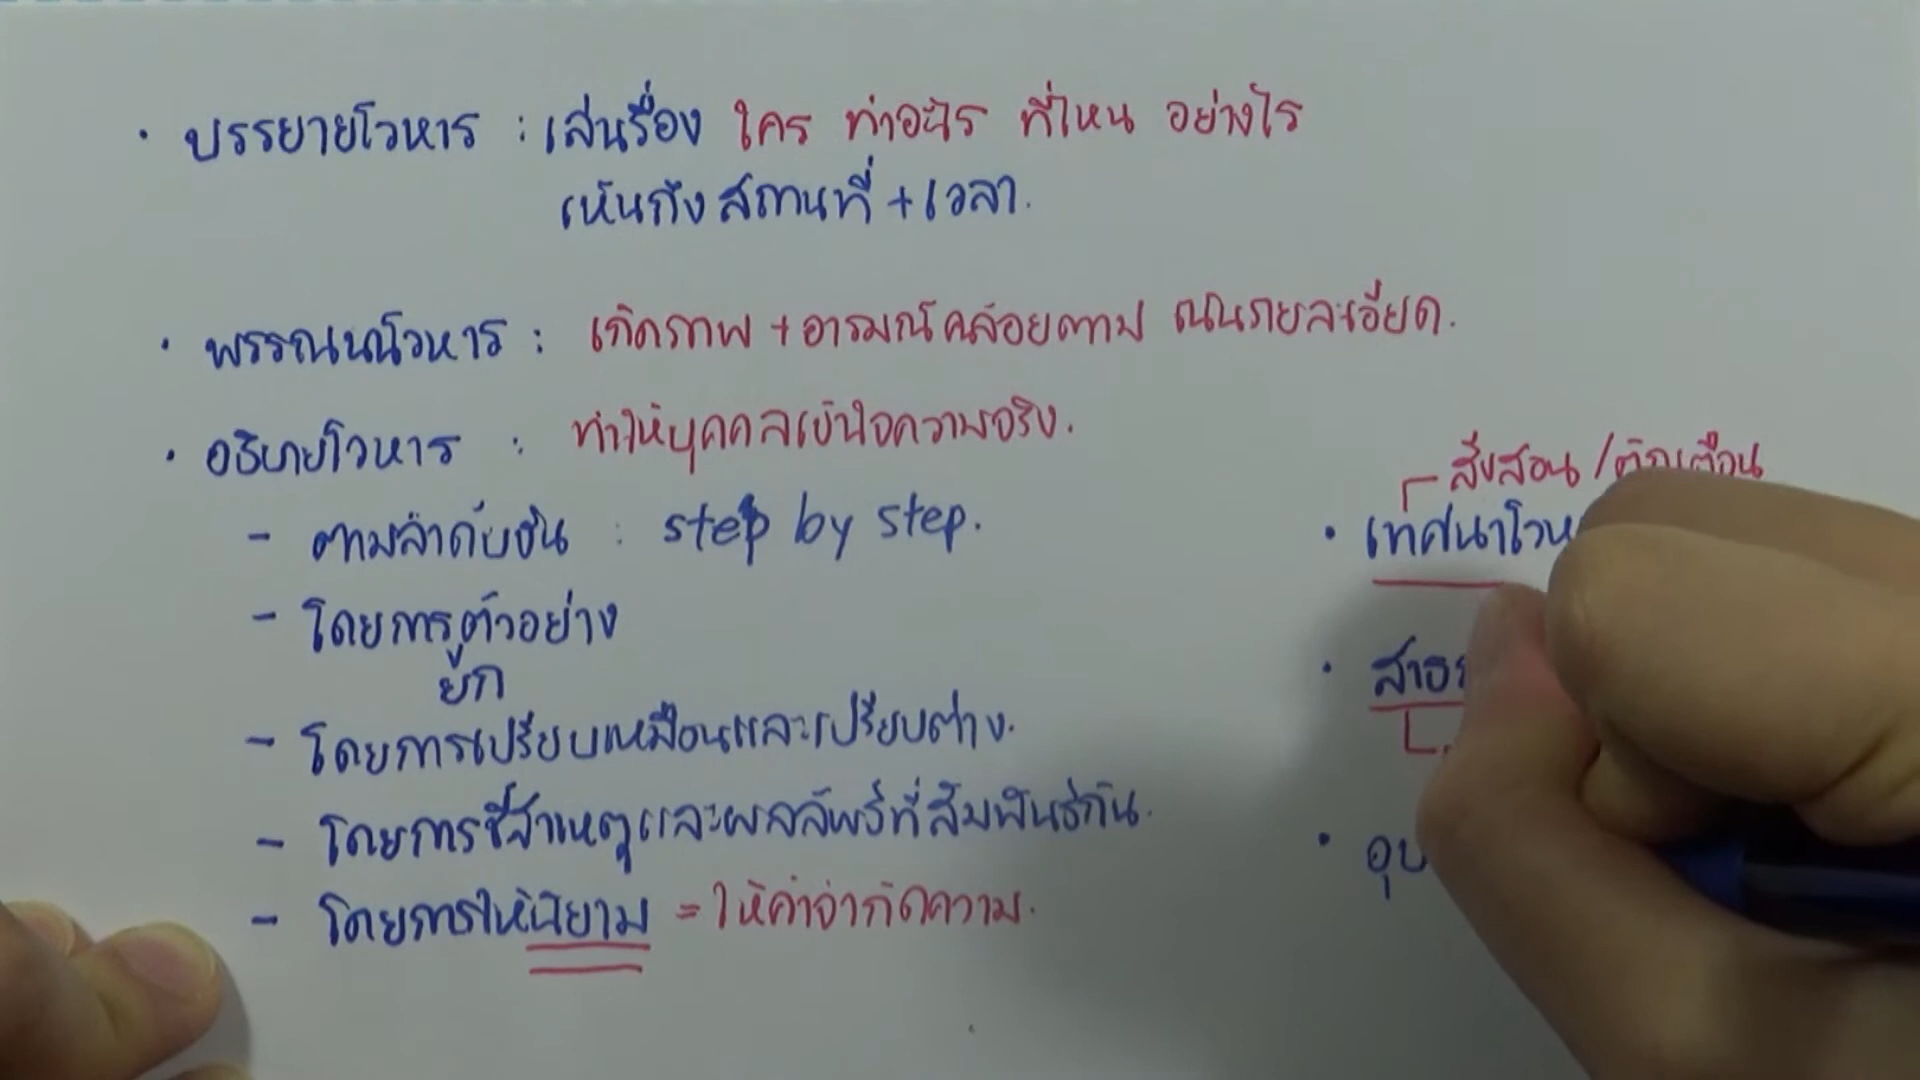 • บรรยายโวหาร : เล่นรื่อง ใคร ทำอะไร ที่ไหน อย่างไร
เห็นถึง สถานที่ + เวลา.
• พรรณนาโวหาร : เกิดภาพ + อารมณ์คล้อยตาม เน้นรายละเอียด.
• อธิบายโวหาร : ทำให้บุคคลเข้าใจความจริง.
- ตามลำดับขั้น : step by step.
- โดยการตัวอย่าง
ยก
- โดยการเปรียบเหมือนและเปรียบต่าง.
- โดยการชี้สาเหตุและผลลัพธ์ที่สัมพันธ์กัน.
- โดยการให้นิยาม = ให้คำจำกัดความ.
สั่งสอน / ตักเตือน
• เทศนาโวห
• สาธ
• อุป